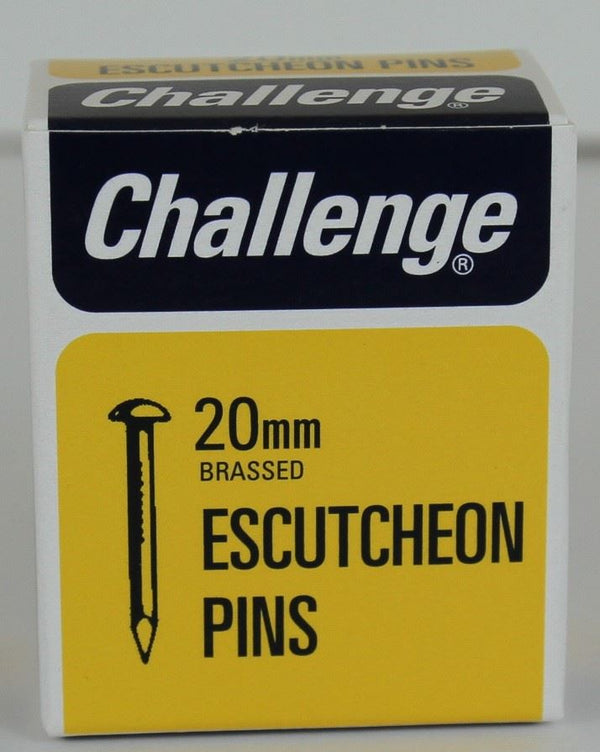 ESCUTCHEON PINS
Challenge®
Challenge®
20mm
BRASSED
ESCUTCHEON
PINS